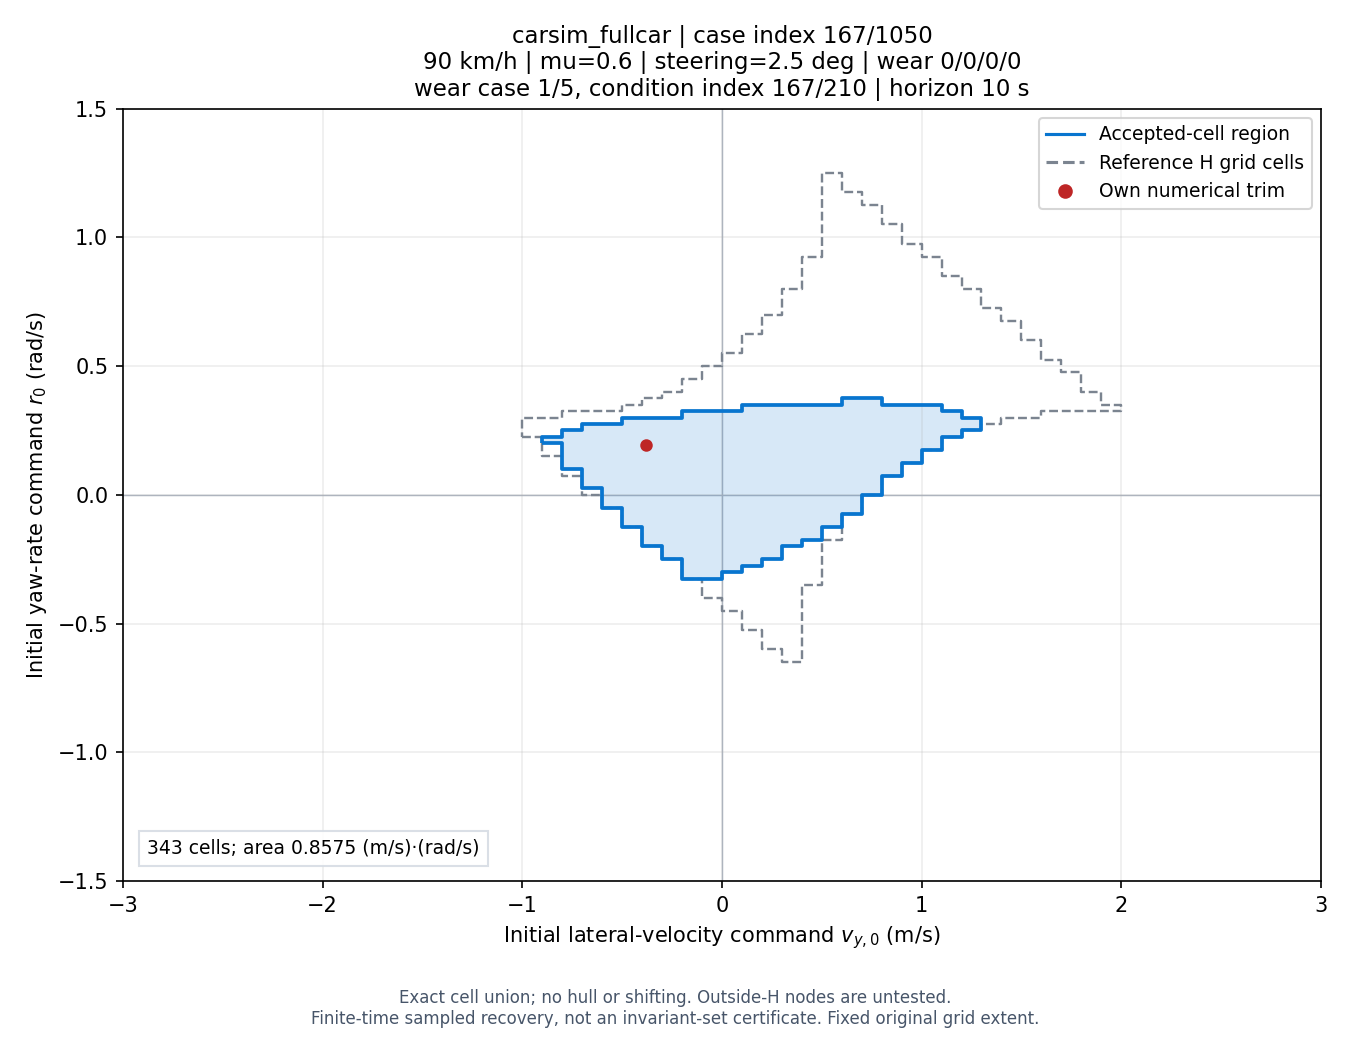 carsim_fullcar | case index 167/1050
90 km/h | mu=0.6 | steering=2.5 deg | wear 0/0/0/0
wear case 1/5, condition index 167/210 | horizon 10 s
Accepted-cell region
Reference H grid cells
Own numerical trim
1.5
1.0
0.5
0.0
−0.5
−1.0
−1.5
Initial yaw-rate command r0 (rad/s)
343 cells; area 0.8575 (m/s)·(rad/s)
−3 −2 −1 0 1 2 3
Initial lateral-velocity command vy,0 (m/s)
Exact cell union; no hull or shifting. Outside-H nodes are untested.
Finite-time sampled recovery, not an invariant-set certificate. Fixed original grid extent.